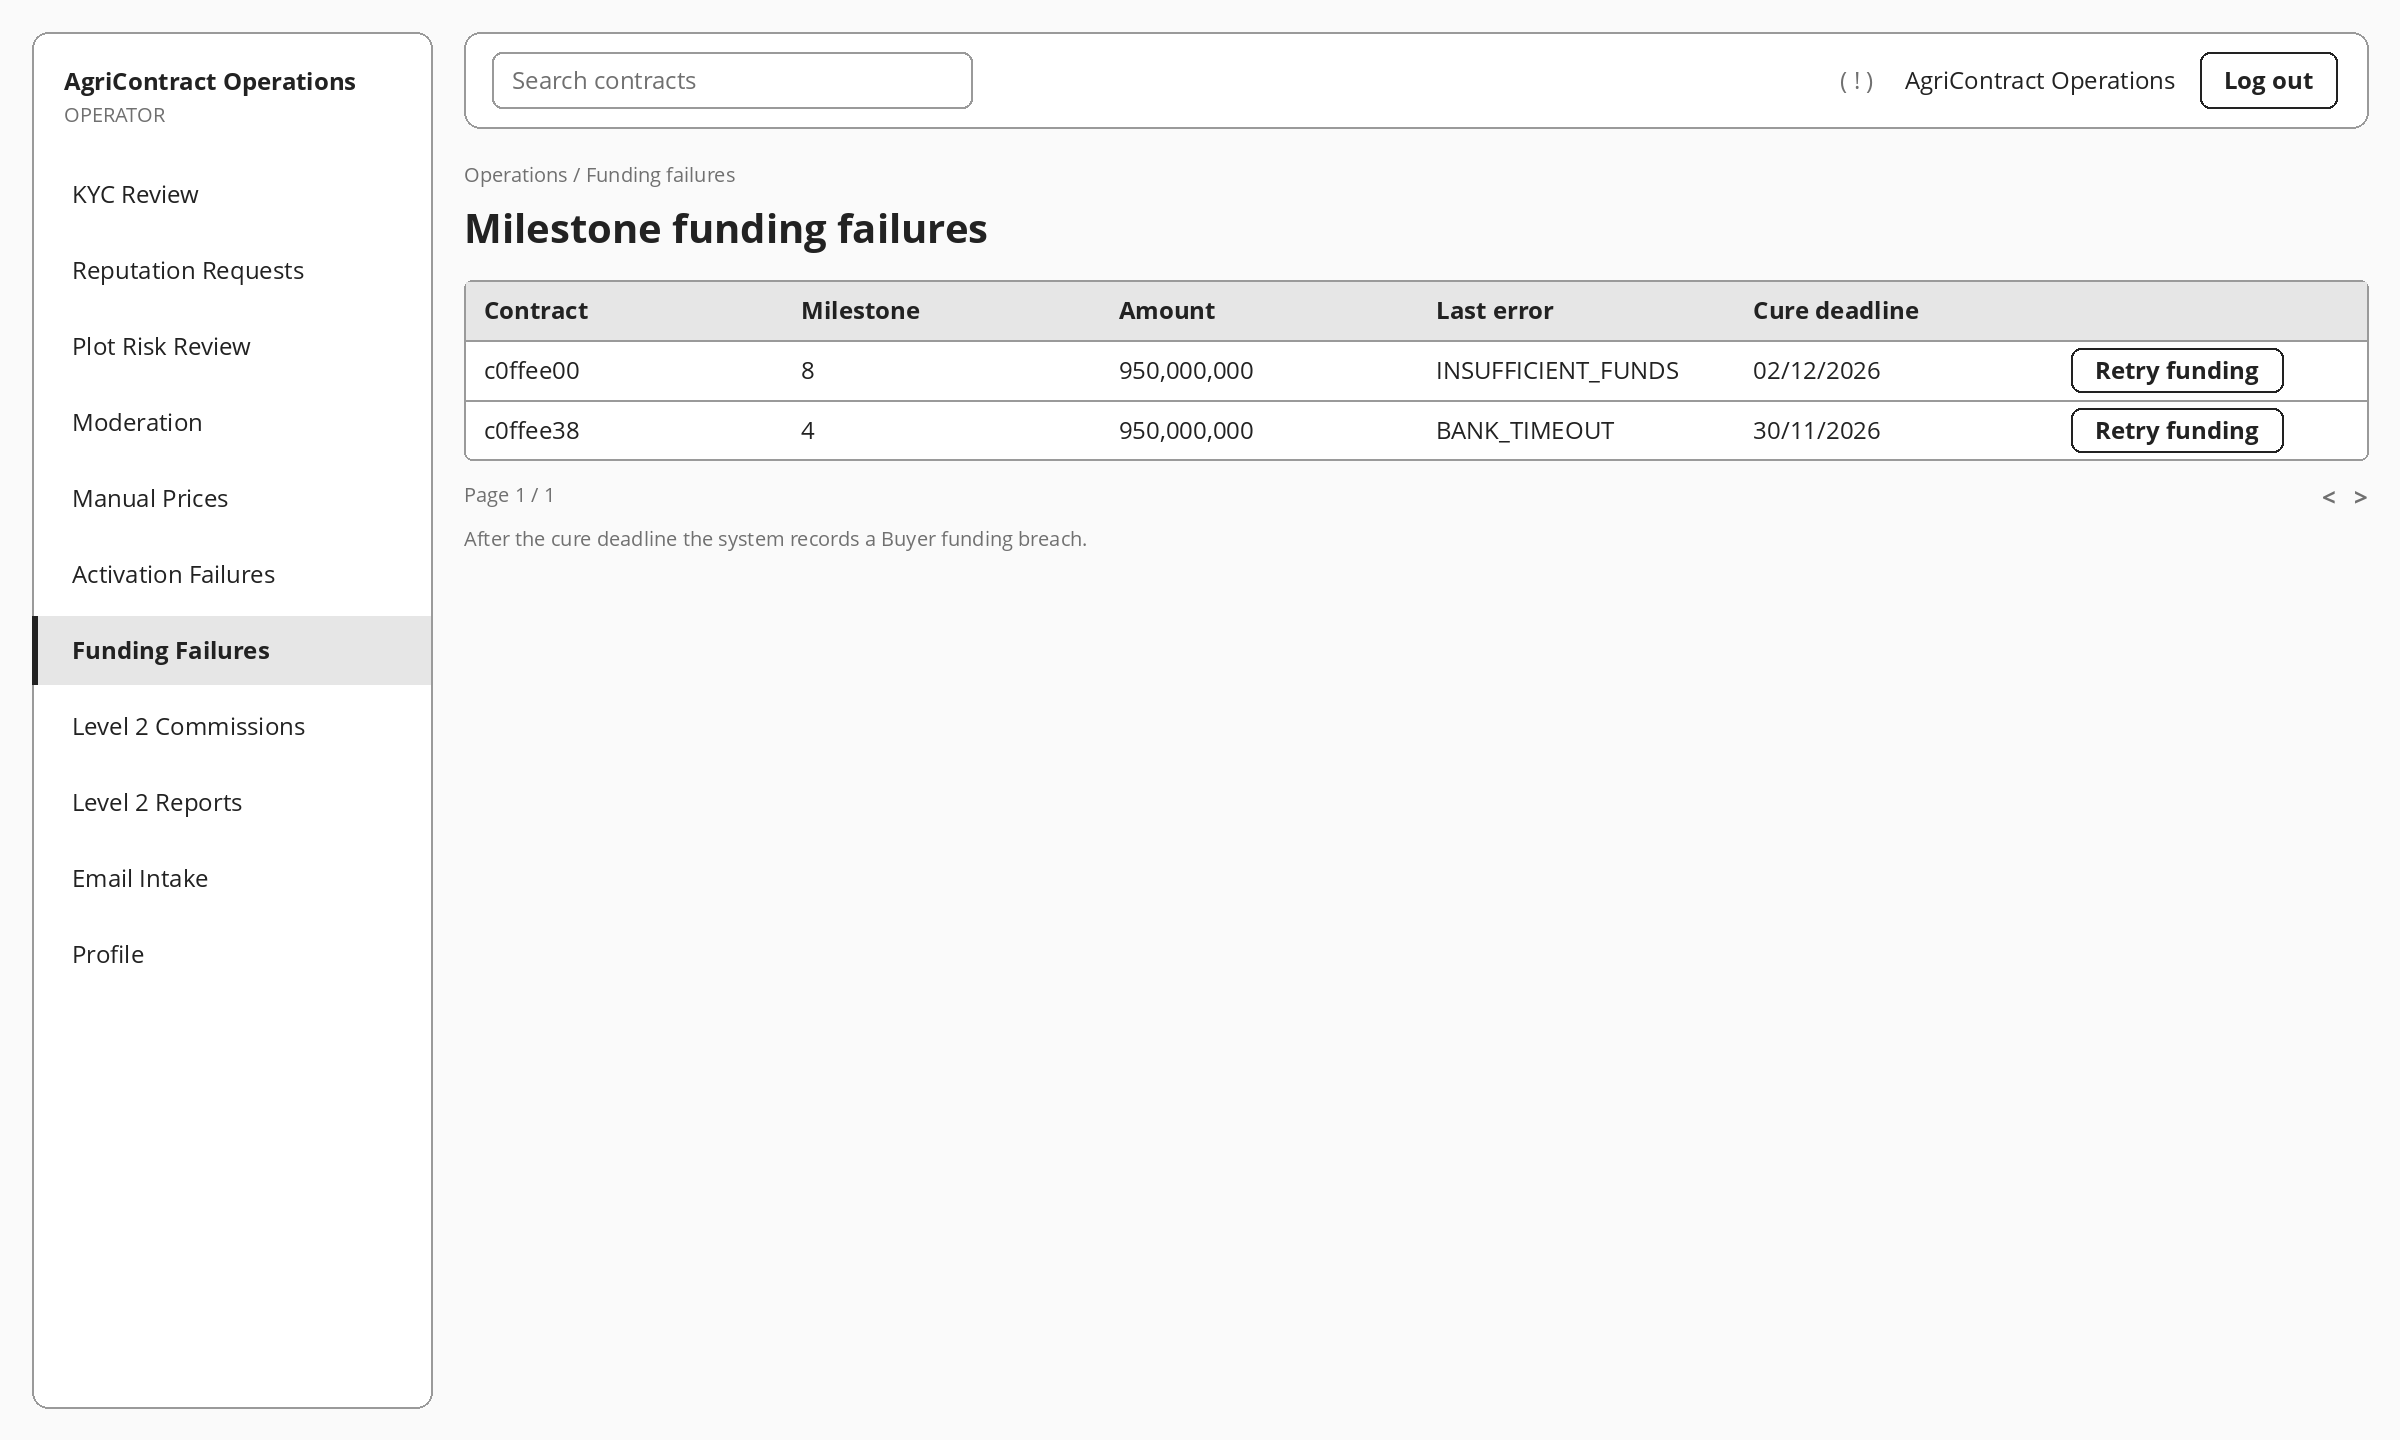 AgriContract Operations
OPERATOR
KYC Review
Reputation Requests
Plot Risk Review
Moderation
Manual Prices
Activation Failures
Funding Failures
Level 2 Commissions
Level 2 Reports
Email Intake
Profile
Search contracts
( ! ) AgriContract Operations Log out
Operations / Funding failures
Milestone funding failures
Contract Milestone Amount Last error Cure deadline
c0ffee00 8 950,000,000 INSUFFICIENT_FUNDS 02/12/2026 Retry funding
c0ffee38 4 950,000,000 BANK_TIMEOUT 30/11/2026 Retry funding
Page 1 / 1 < >
After the cure deadline the system records a Buyer funding breach.